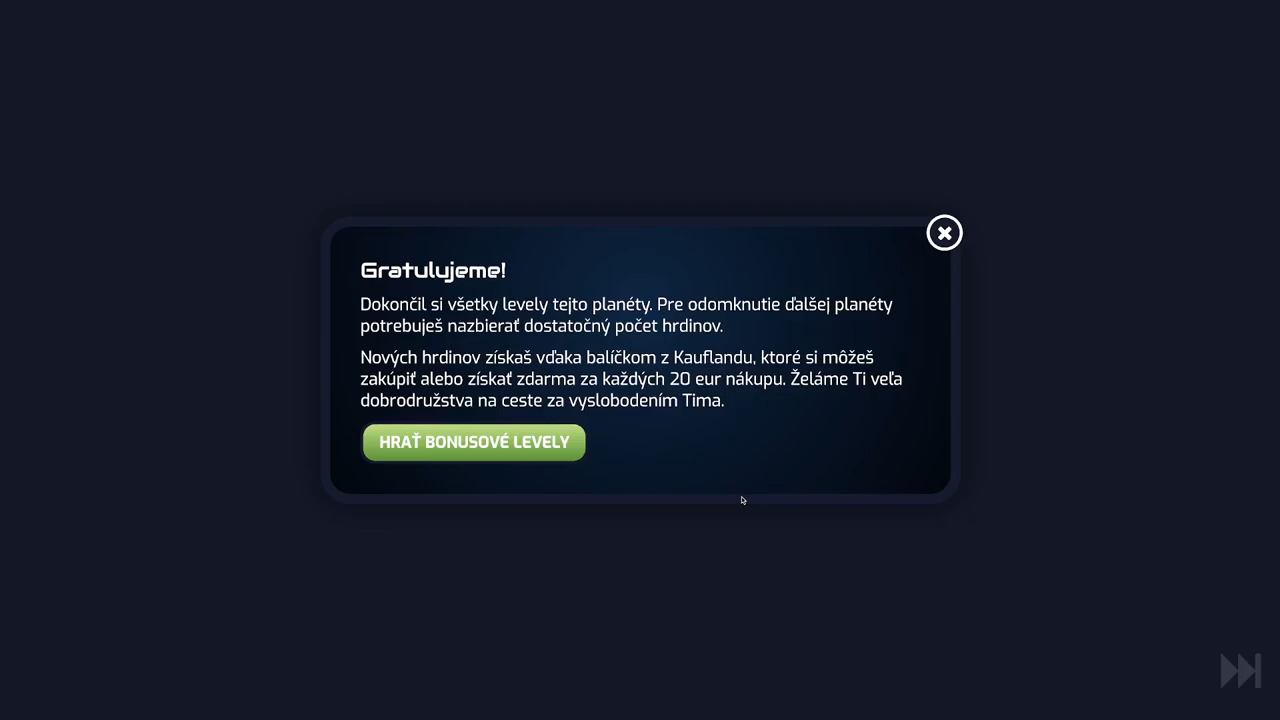 Gratulujeme!
Dokončil si všetky levely tejto planéty. Pre odomknutie ďalšej planéty
potrebuješ nazbierať dostatočný počet hrdinov.
Nových hrdinov získaš vďaka balíčkom z Kauflandu, ktoré si môžeš
zakúpiť alebo získať zdarma za každých 20 eur nákupu. Želáme Ti veľa
dobrodružstva na ceste za vyslobodením Tima.
HRAŤ BONUSOVÉ LEVELY